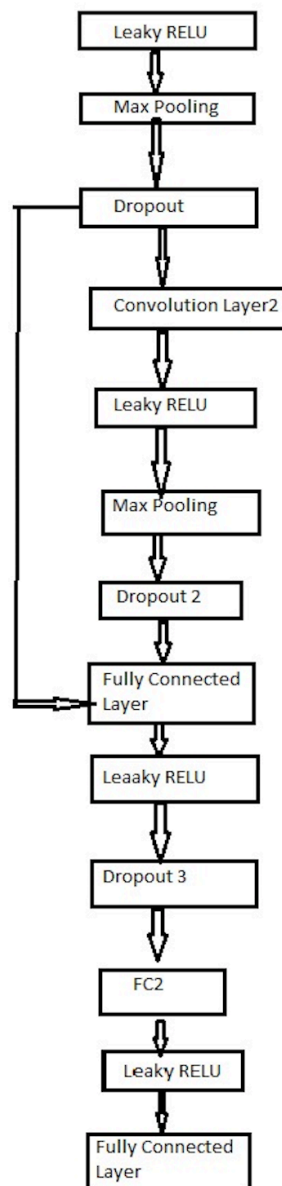 Leaky RELU
Max Pooling
Dropout
Convolution Layer2
Leaky RELU
Max Pooling
Dropout 2
Fully Connected
Layer
Leaaky RELU
Dropout 3
FC2
Leaky RELU
Fully Connected
Layer